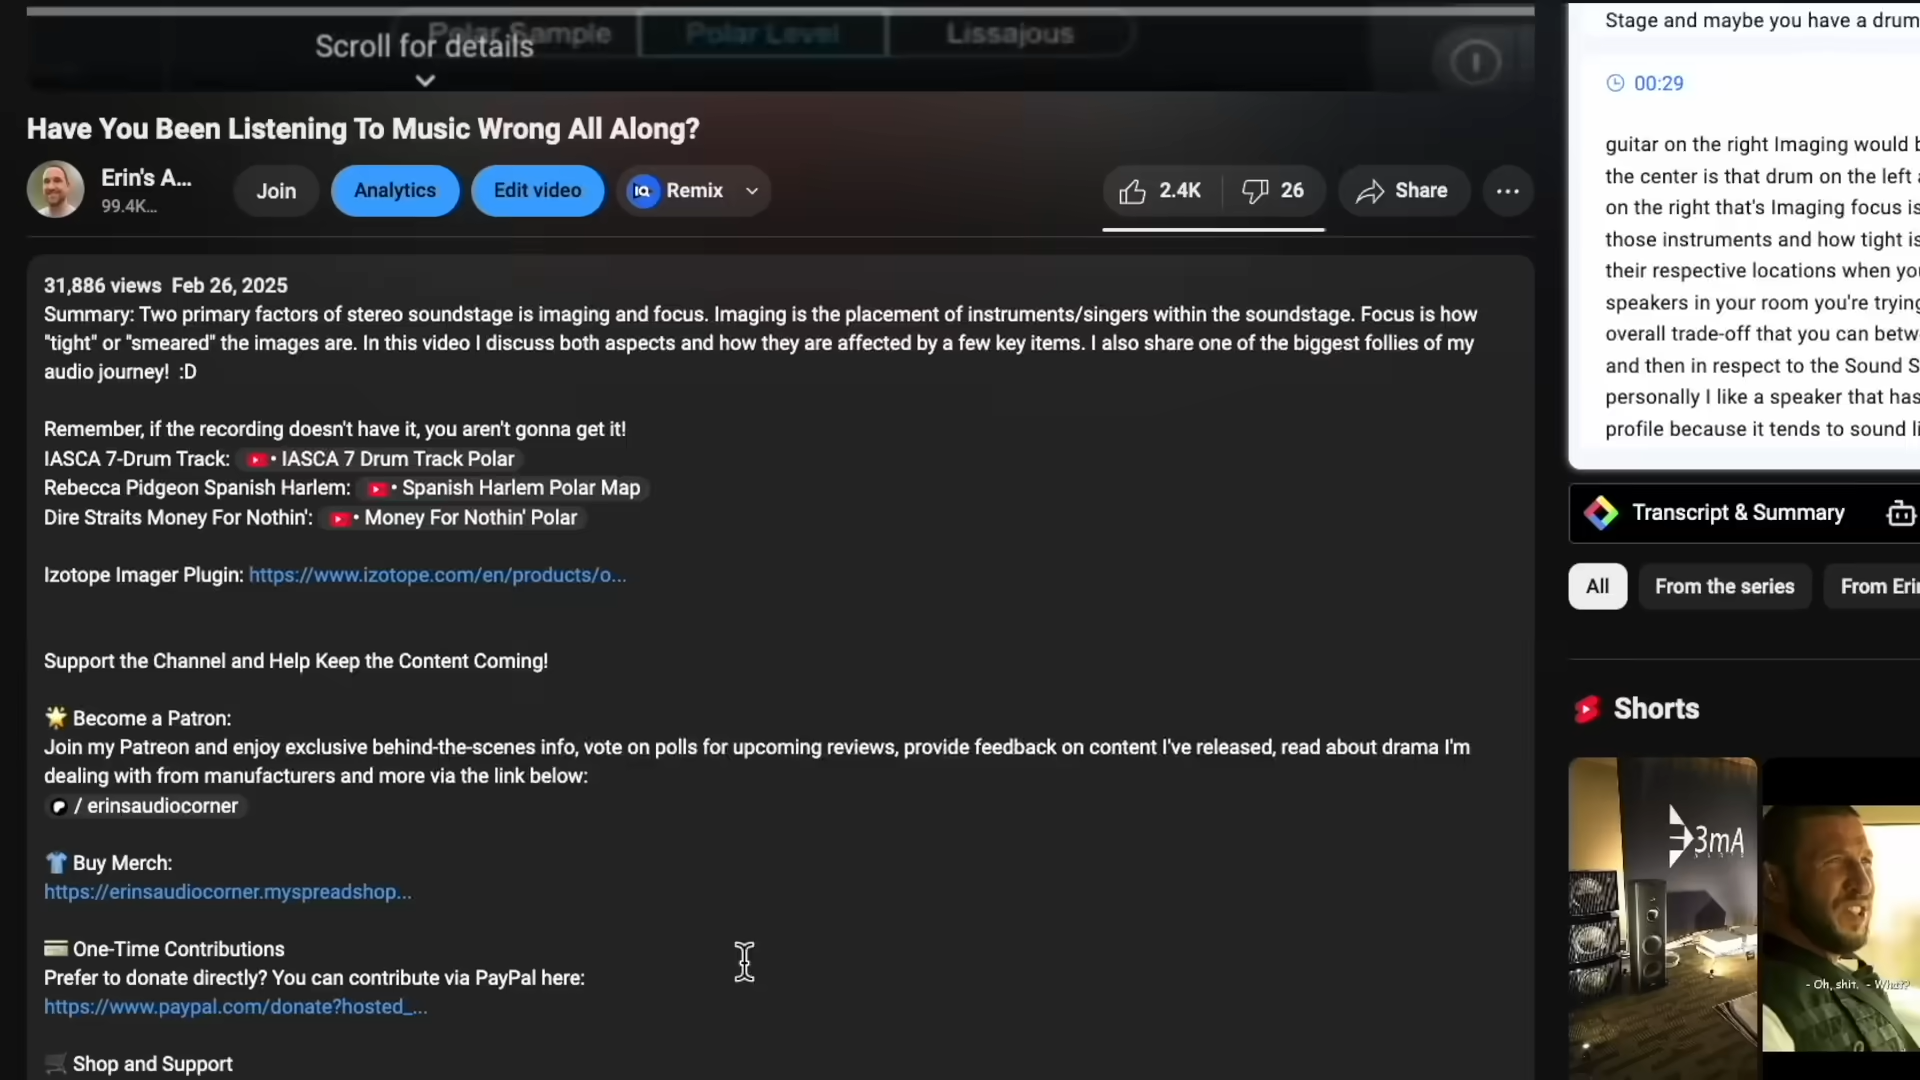 Polar Sample
Polar Level
Lissajous
Scroll for details
Have You Been Listening To Music Wrong All Along?
Erin's A...
99.4K...
Join
Analytics
Edit video
Remix
2.4K
26
Share
31,886 views  Feb 26, 2025
Summary: Two primary factors of stereo soundstage is imaging and focus. Imaging is the placement of instruments/singers within the soundstage. Focus is how
"tight" or "smeared" the images are. In this video I discuss both aspects and how they are affected by a few key items. I also share one of the biggest follies of my
audio journey!  :D
Remember, if the recording doesn't have it, you aren't gonna get it!
IASCA 7-Drum Track: • IASCA 7 Drum Track Polar
Rebecca Pidgeon Spanish Harlem: • Spanish Harlem Polar Map
Dire Straits Money For Nothin': • Money For Nothin' Polar
Izotope Imager Plugin: https://www.izotope.com/en/products/o...
Support the Channel and Help Keep the Content Coming!
🌟 Become a Patron:
Join my Patreon and enjoy exclusive behind-the-scenes info, vote on polls for upcoming reviews, provide feedback on content I've released, read about drama I'm
dealing with from manufacturers and more via the link below:
/ erinsaudiocorner
👕 Buy Merch:
https://erinsaudiocorner.myspreadshop...
💳 One-Time Contributions
Prefer to donate directly? You can contribute via PayPal here:
https://www.paypal.com/donate?hosted_...
🛒 Shop and Support
Stage and maybe you have a drum
00:29
guitar on the right Imaging would b
the center is that drum on the left a
on the right that's Imaging focus is
those instruments and how tight is
their respective locations when you
speakers in your room you're trying
overall trade-off that you can betw
and then in respect to the Sound S
personally I like a speaker that has
profile because it tends to sound li
Transcript & Summary
All
From the series
From Erin
Shorts
3mA
- Oh, shit.  - What?